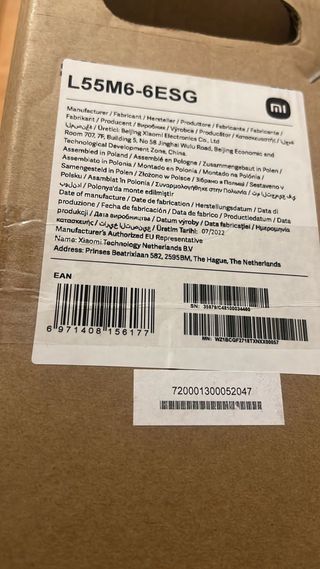 L55M6-6ESG
mi
Manufacturer / Fabricant / Hersteller / Produttore / Fabricante / Fabricante /
Fabrikant / Producent / Виробник / Výrobce / Producător / Κατασκευαστής /
/ Üretici: Beijing Xiaomi Electronics Co., Ltd.
Room 707, 7F, Building 5, No 58 Jinghai Wulu Road, Beijing Economic and
Technological Development Zone, China.
Assembled in Poland / Assemblé en Pologne / Zusammengebaut in Polen /
Assemblato in Polonia / Montado en Polonia / Montado na Polónia /
Samengesteld in Polen / Złożono w Polsce / Зібрано в Польщі / Sestaveno v
Polsku / Asamblat în Polonia / Συναρμολογήθηκε στην Πολωνία /
/ Polonya'da monte edilmiştir
Date of manufacture / Date de fabrication / Herstellungsdatum / Data di
produzione / Fecha de fabricación / Data de fabrico / Productiedatum / Data
produkcji / Дата виробництва / Datum výroby / Data fabricației / Ημερομηνία
κατασκευής / تاريخ التصنيع / Üretim Tarihi: 07/2022
Manufacturer's Authorized EU Representative
Name: Xiaomi Technology Netherlands B.V
Address: Prinses Beatrixlaan 582, 2595BM, The Hague, The Netherlands
EAN
6 971408 156177
SN:
MN:
720001300052047